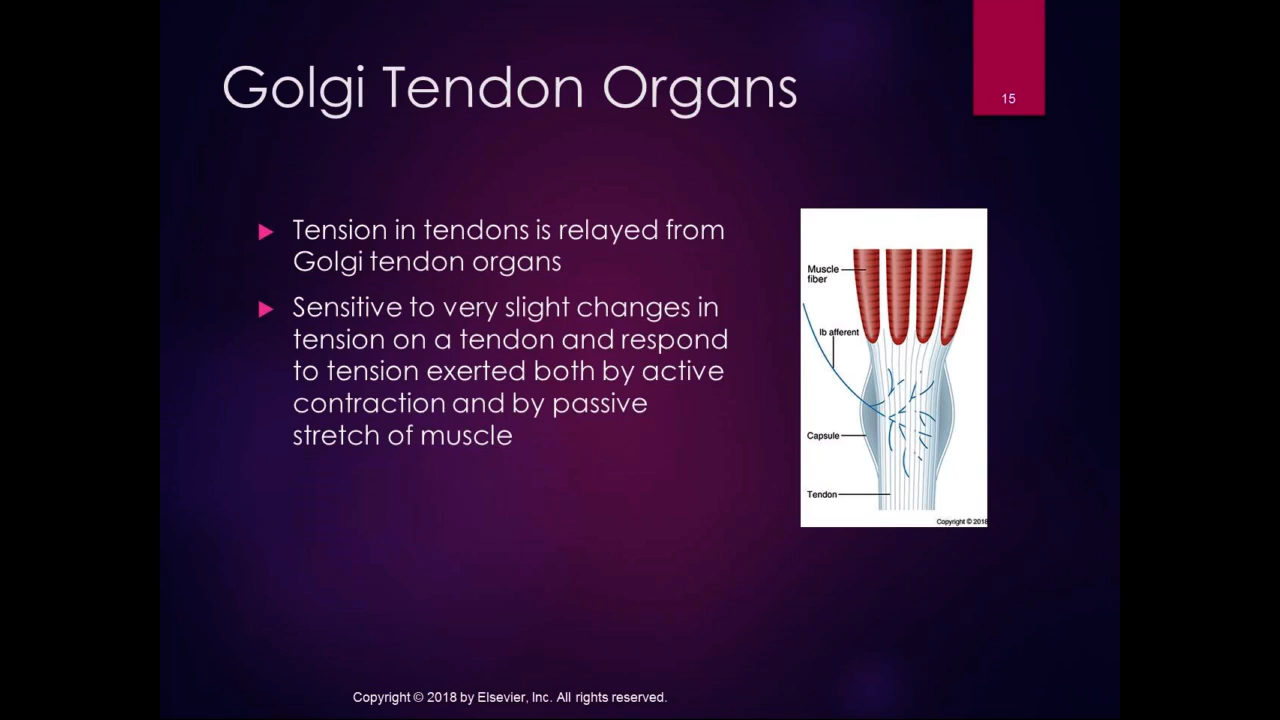 Golgi Tendon Organs
15
Tension in tendons is relayed from
Golgi tendon organs
Sensitive to very slight changes in
tension on a tendon and respond
to tension exerted both by active
contraction and by passive
stretch of muscle
Muscle
fiber
Ib afferent
Capsule
Tendon
Copyright © 2018
Copyright © 2018 by Elsevier, Inc. All rights reserved.